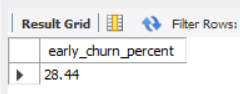 Result Grid Filter Rows:
early_churn_percent
28.44